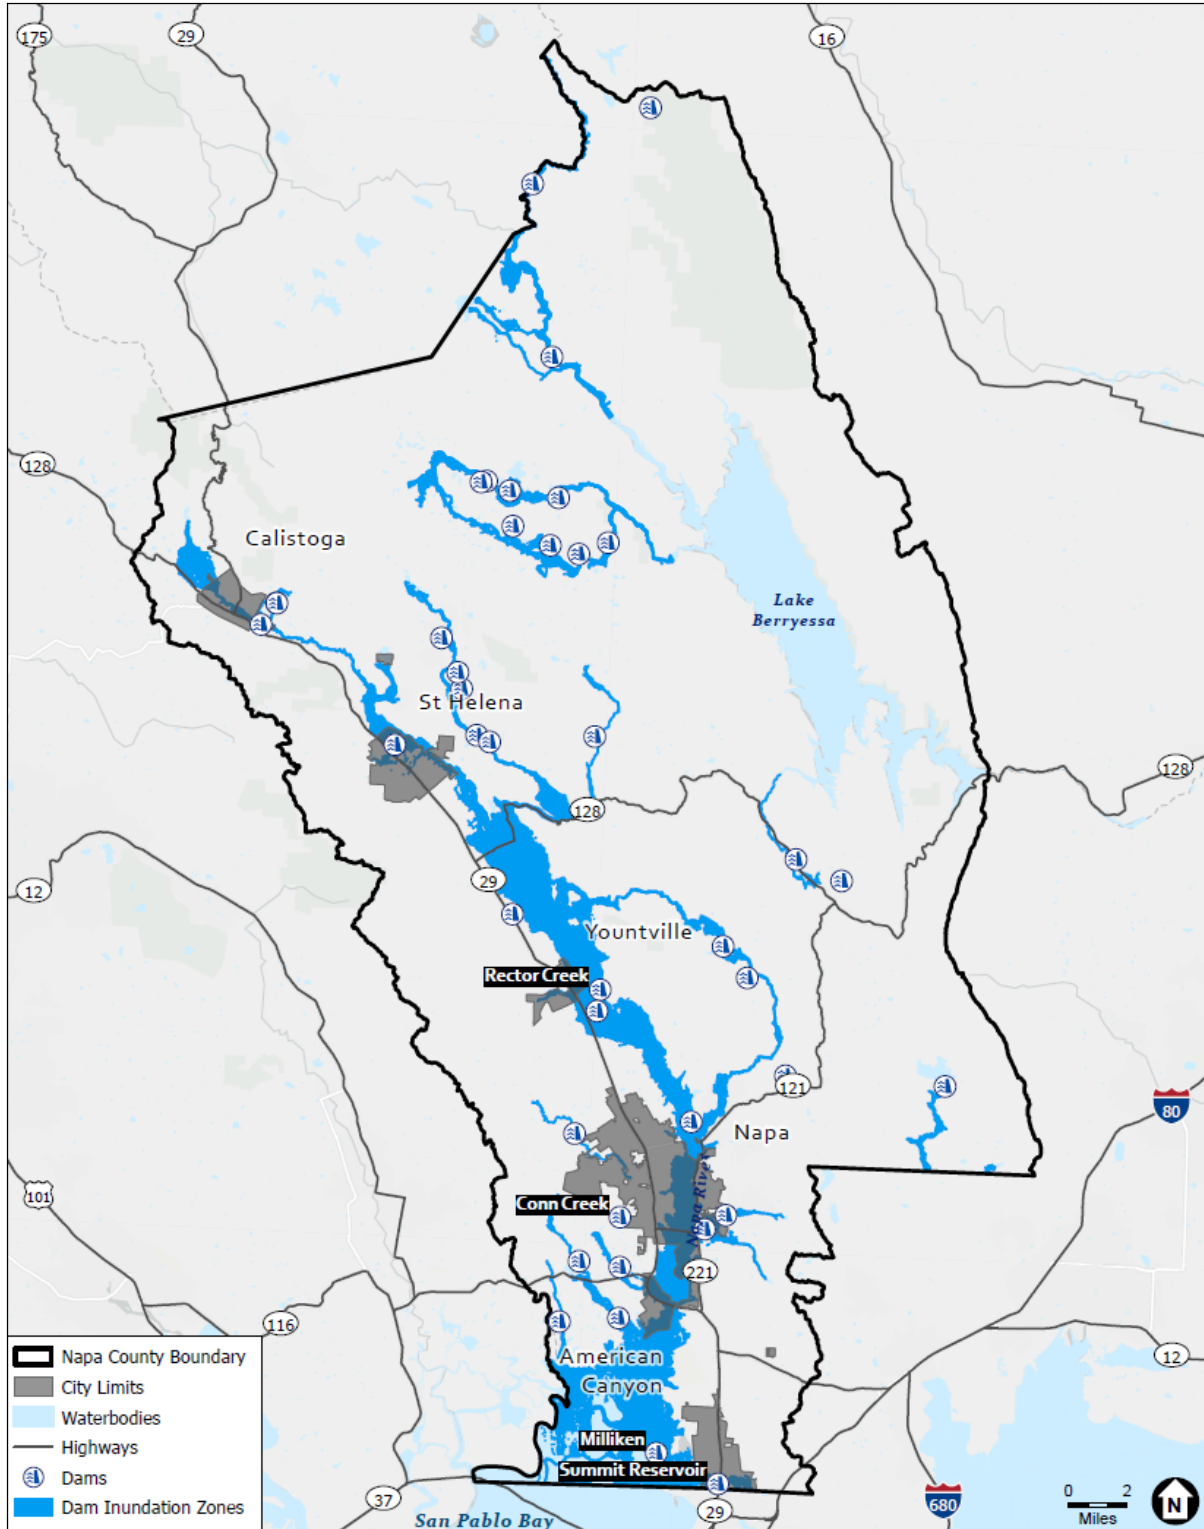 175
29
16
128
Calistoga
Lake
Berryessa
St Helena
128
128
12
29
Yountville
Rector Creek
121
80
Napa
Napa River
101
Conn Creek
221
116
12
American
Canyon
Milliken
Summit Reservoir
37
29
680
San Pablo Bay
Napa County Boundary
City Limits
Waterbodies
Highways
Dams
Dam Inundation Zones
0 2
Miles
N